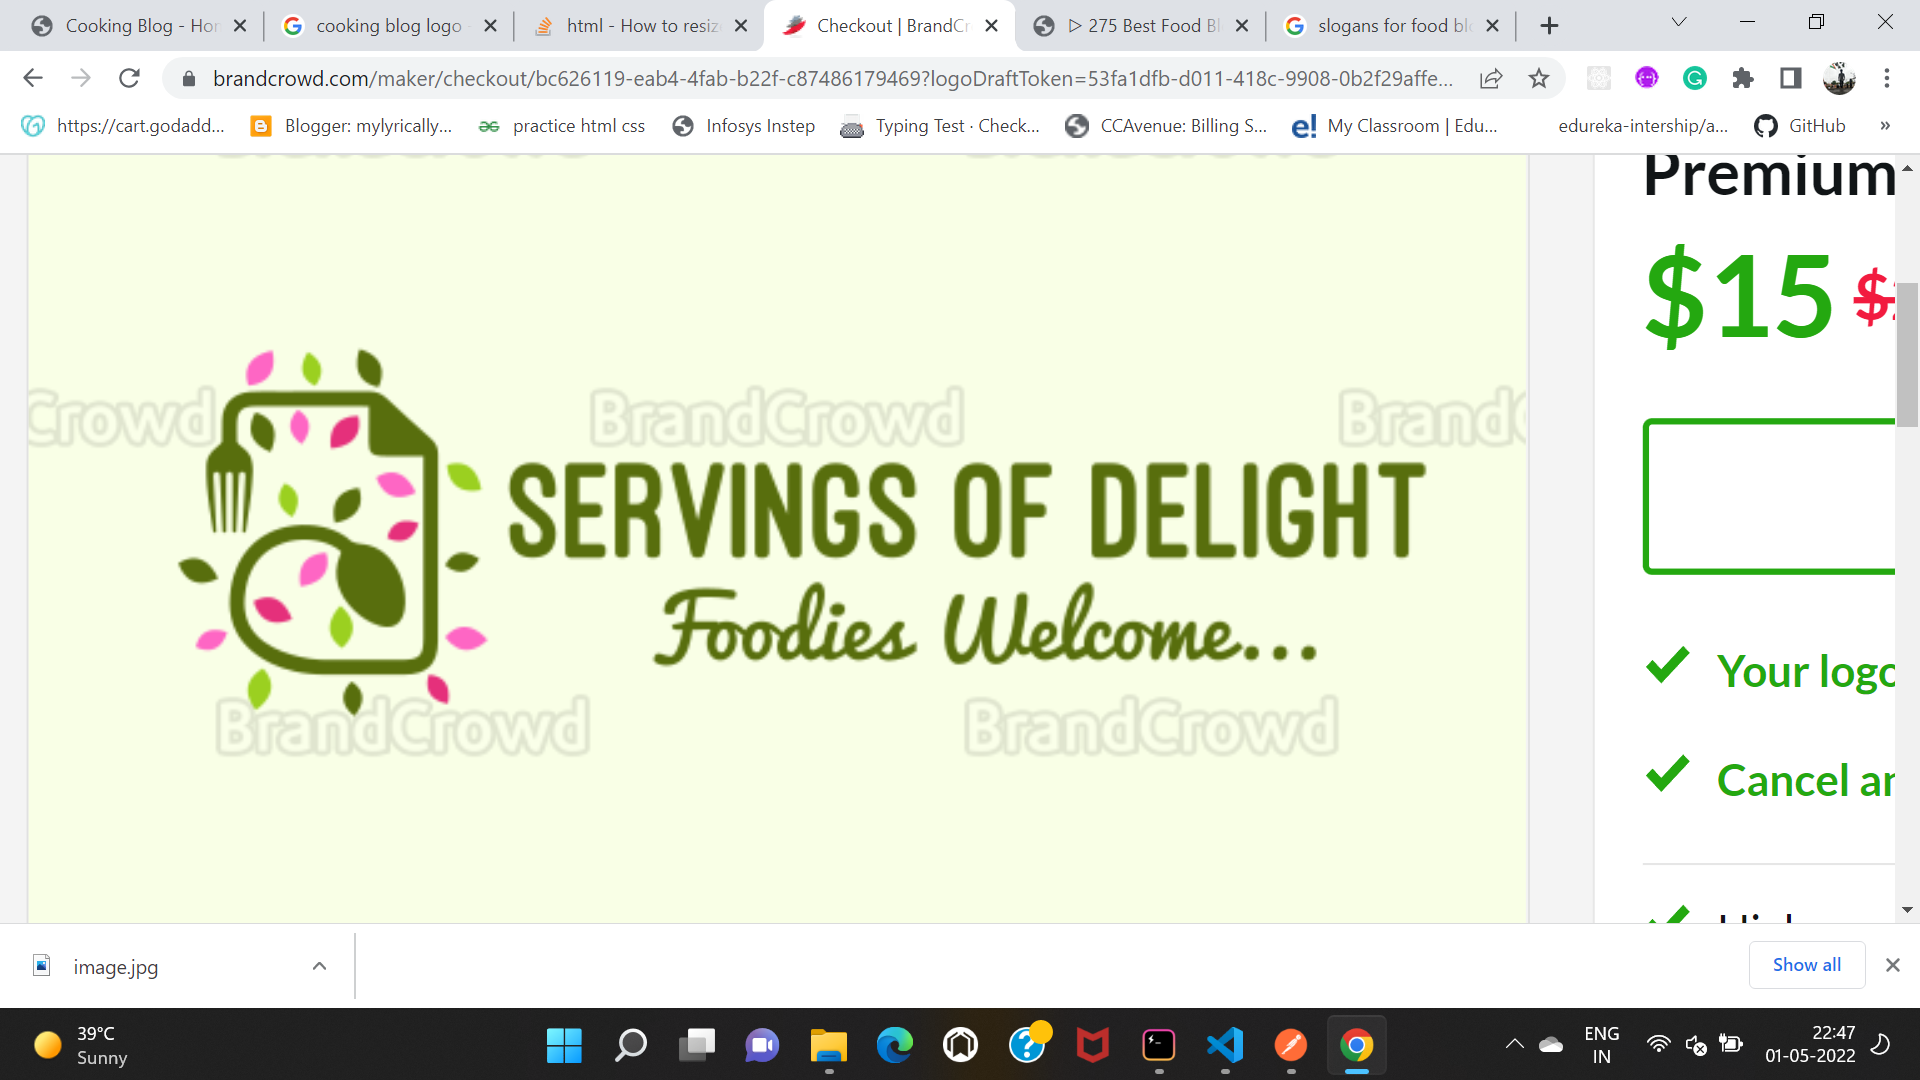 Cooking Blog - Hor
cooking blog logo
html - How to resiz
Checkout | BrandCr
▷ 275 Best Food Bl
slogans for food blo
brandcrowd.com/maker/checkout/bc626119-eab4-4fab-b22f-c87486179469?logoDraftToken=53fa1dfb-d011-418c-9908-0b2f29affe...
https://cart.godadd...
Blogger: mylyrically...
practice html css
Infosys Instep
Typing Test · Check...
CCAvenue: Billing S...
My Classroom | Edu...
edureka-intership/a...
GitHub
»
Premium
$15
Crowd
BrandCrowd
Brand
SERVINGS OF DELIGHT
Foodies Welcome...
BrandCrowd
BrandCrowd
Your logo
Cancel an
image.jpg
Show all
39°C
Sunny
ENG
IN
22:47
01-05-2022